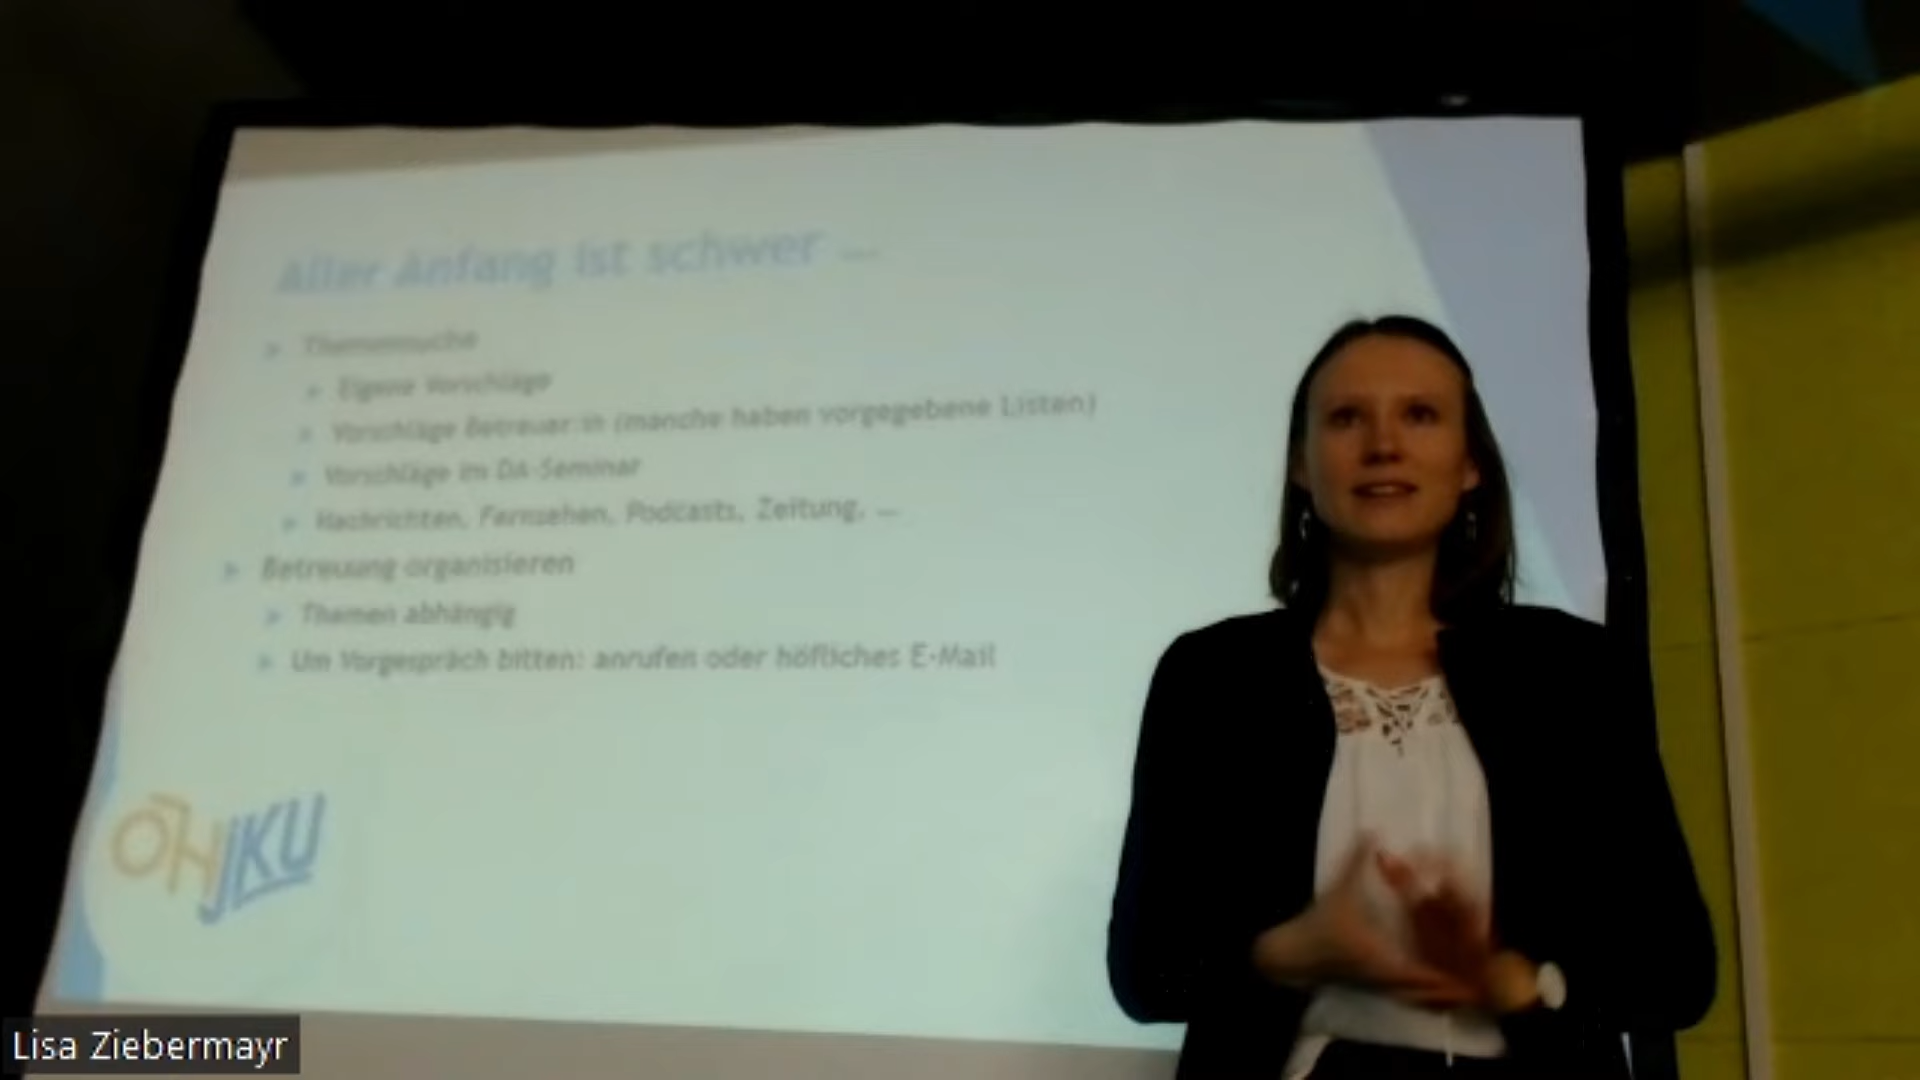 Aller Anfang ist schwer ...
Themensuche
Eigene Vorschläge
Vorschläge Betreuer:in (manche haben vorgegebene Listen)
Vorschläge im DA-Seminar
Nachrichten, Fernsehen, Podcasts, Zeitung, ...
Betreuung organisieren
Themen abhängig
Um Vorgespräch bitten: anrufen oder höfliches E-Mail
ÖH JKU
Lisa Ziebermayr